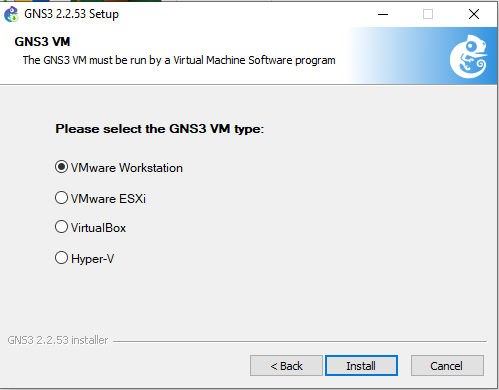 GNS3 2.2.53 Setup
GNS3 VM
The GNS3 VM must be run by a Virtual Machine Software program
Please select the GNS3 VM type:
VMware Workstation
VMware ESXi
VirtualBox
Hyper-V
GNS3 2.2.53 installer
< Back
Install
Cancel